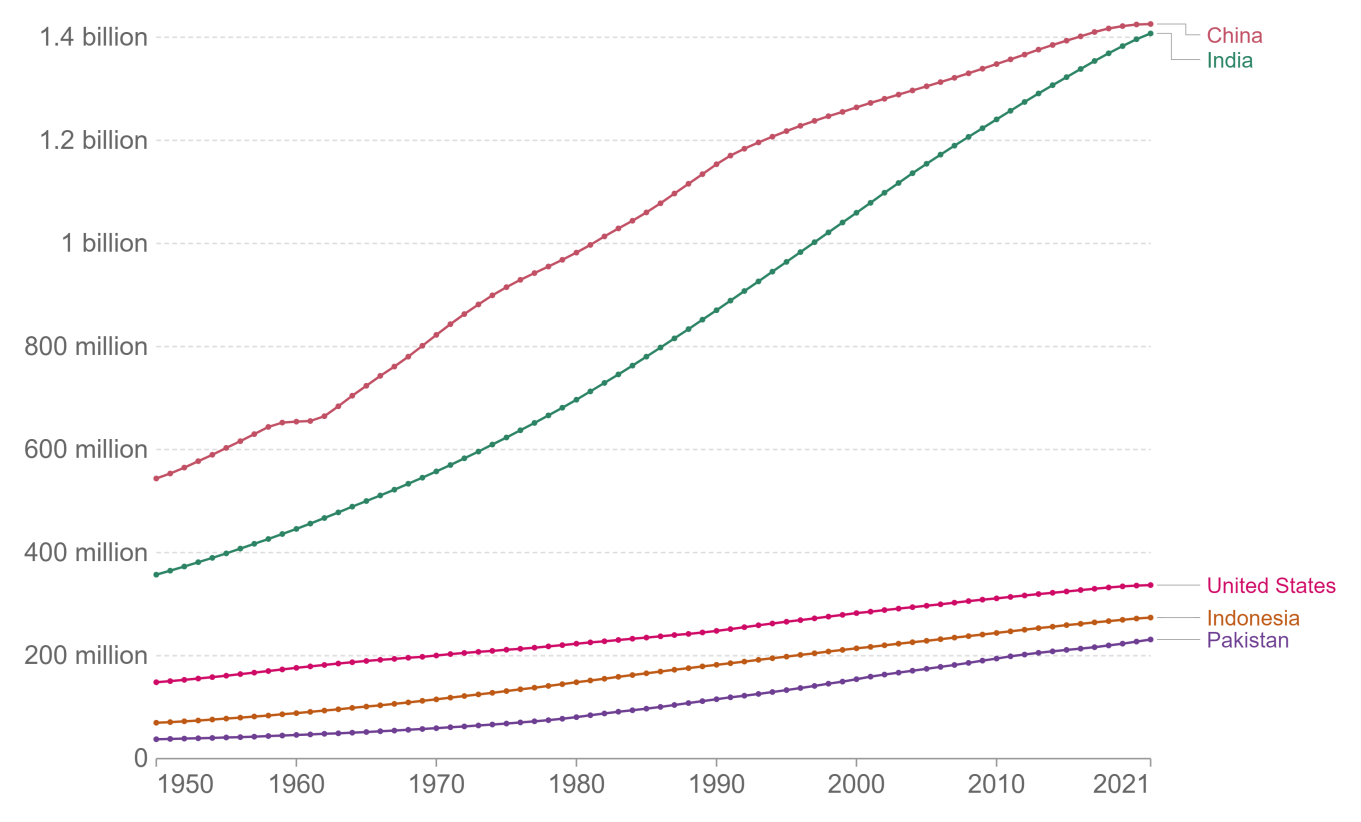 1.4 billion
1.2 billion
1 billion
800 million
600 million
400 million
200 million
0
1950 1960 1970 1980 1990 2000 2010 2021
China
India
United States
Indonesia
Pakistan